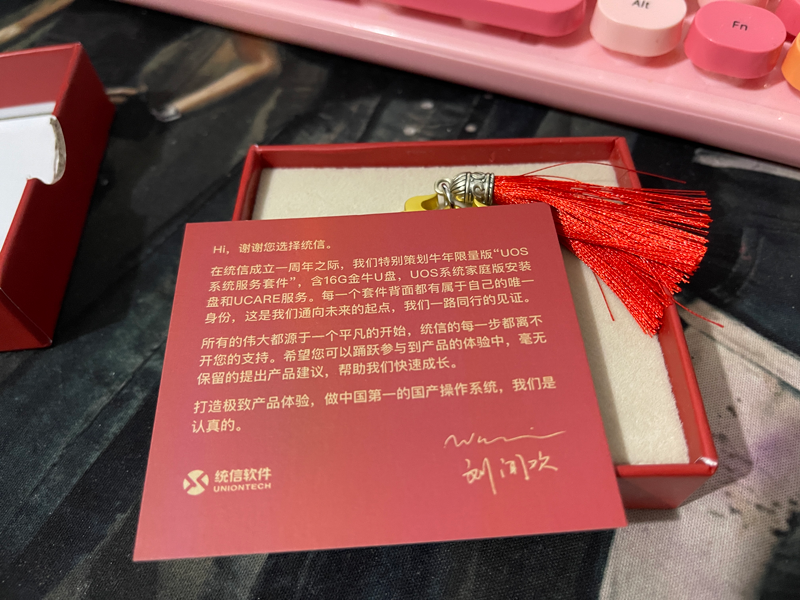 Alt
Fn
Hi，谢谢您选择统信。
在统信成立一周年之际，我们特别策划牛年限量版“UOS
系统服务套件”，含16G金牛U盘，UOS系统家庭版安装
盘和UCARE服务。每一个套件背面都有属于自己的唯一
身份，这是我们通向未来的起点，我们一路同行的见证。
所有的伟大都源于一个平凡的开始，统信的每一步都离不
开您的支持。希望您可以踊跃参与到产品的体验中，毫无
保留的提出产品建议，帮助我们快速成长。
打造极致产品体验，做中国第一的国产操作系统，我们是
认真的。
刘闻欢
统信软件
UNIONTECH